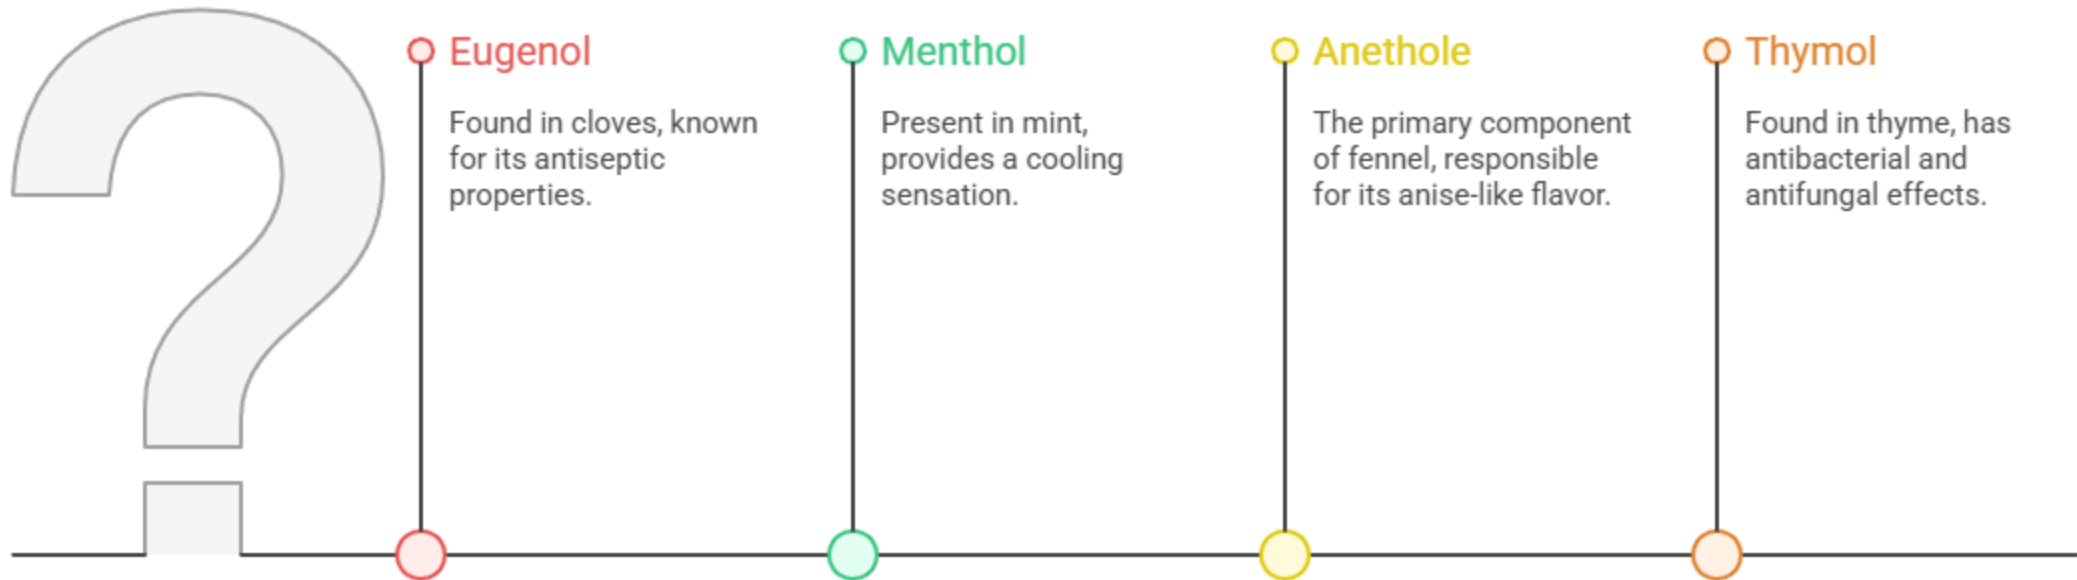 Eugenol
Found in cloves, known
for its antiseptic
properties.
Menthol
Present in mint,
provides a cooling
sensation.
Anethole
The primary component
of fennel, responsible
for its anise-like flavor.
Thymol
Found in thyme, has
antibacterial and
antifungal effects.